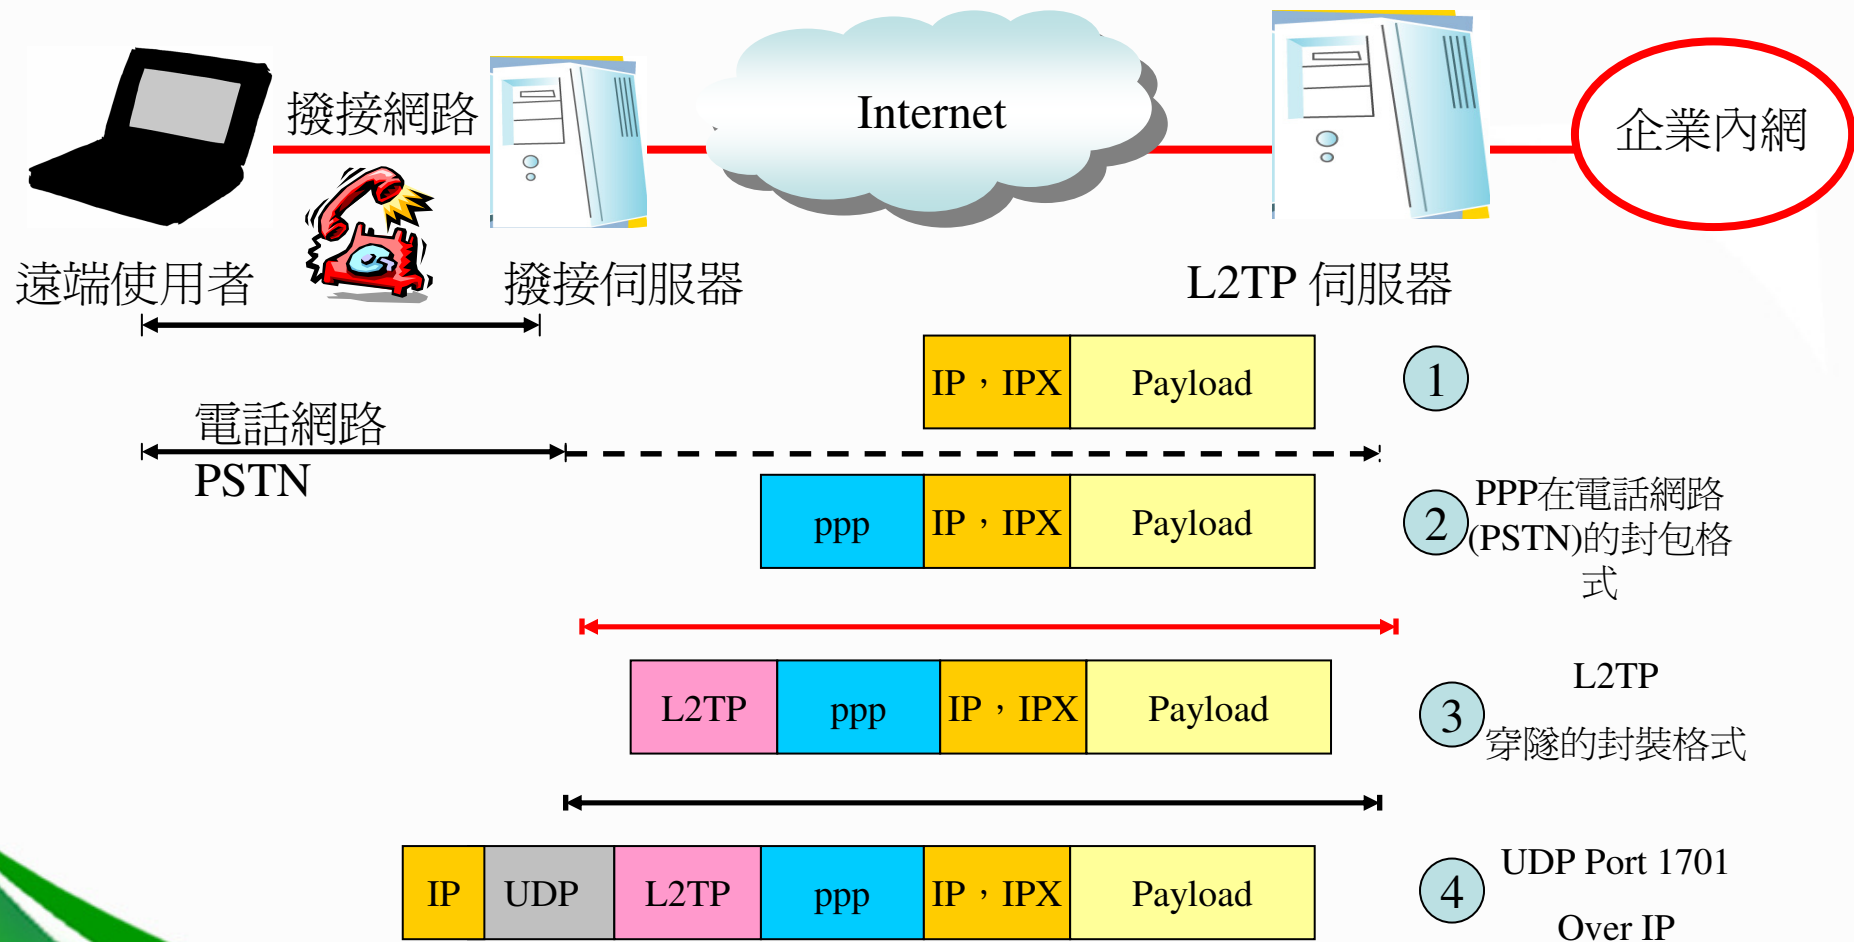 撥接網路
Internet
企業內網
遠端使用者
撥接伺服器
L2TP 伺服器
IP，IPX Payload
1
電話網路
PSTN
ppp IP，IPX Payload
2
PPP在電話網路
(PSTN)的封包格
式
L2TP ppp IP，IPX Payload
3
L2TP
穿隧的封裝格式
IP UDP L2TP ppp IP，IPX Payload
4
UDP Port 1701
Over IP